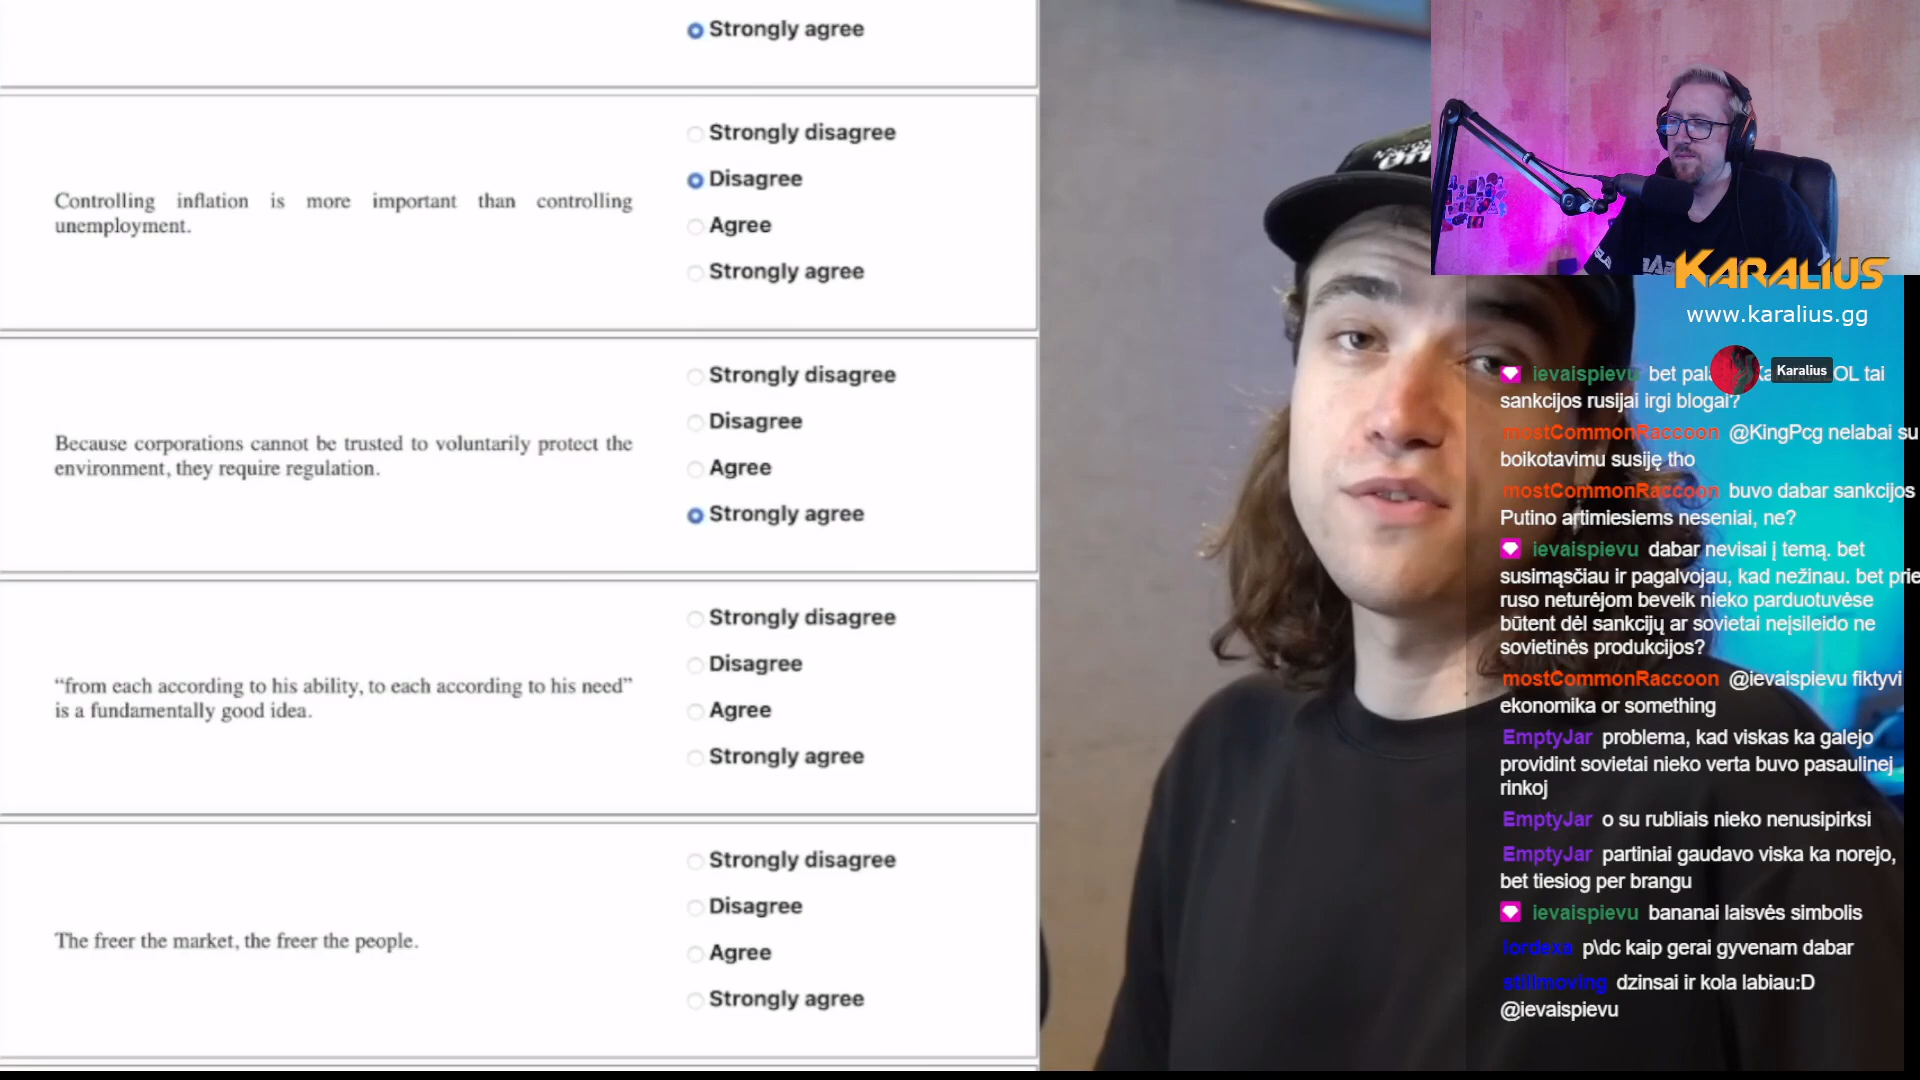 Strongly agree
Controlling inflation is more important than controlling
unemployment.
Strongly disagree
Disagree
Agree
Strongly agree
Because corporations cannot be trusted to voluntarily protect the
environment, they require regulation.
Strongly disagree
Disagree
Agree
Strongly agree
“from each according to his ability, to each according to his need”
is a fundamentally good idea.
Strongly disagree
Disagree
Agree
Strongly agree
The freer the market, the freer the people.
Strongly disagree
Disagree
Agree
Strongly agree
KARALIUS
www.karalius.gg
Karalius
ievaispievu bet OL tai
sankcijos rusijai irgi blogai?
mostCommonRaccoon @KingPcg nelabai su
boikotavimu susiję tho
mostCommonRaccoon buvo dabar sankcijos
Putino artimiesiems neseniai, ne?
ievaispievu dabar nevisai į temą. bet
susimąsčiau ir pagalvojau, kad nežinau. bet prie
ruso neturėjom beveik nieko parduotuvėse
būtent dėl sankcijų ar sovietai neįsileido ne
sovietinės produkcijos?
mostCommonRaccoon @ievaispievu fiktyvi
ekonomika or something
EmptyJar problema, kad viskas ka galejo
providint sovietai nieko verta buvo pasaulinej
rinkoj
EmptyJar o su rubliais nieko nenusipirksi
EmptyJar partiniai gaudavo viska ka norejo,
bet tiesiog per brangu
ievaispievu bananai laisvės simbolis
lordexa p\dc kaip gerai gyvenam dabar
stillmoving dzinsai ir kola labiau:D
@ievaispievu